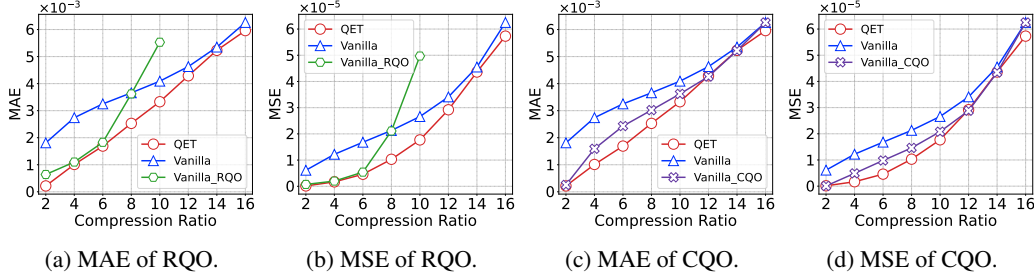 ×10⁻³
6
5
4
3
2
1
0
MAE
2 4 6 8 10 12 14 16
Compression Ratio
QET
Vanilla
Vanilla_RQO
(a) MAE of RQO.
×10⁻⁵
6
5
4
3
2
1
0
MSE
2 4 6 8 10 12 14 16
Compression Ratio
QET
Vanilla
Vanilla_RQO
(b) MSE of RQO.
×10⁻³
6
5
4
3
2
1
0
MAE
2 4 6 8 10 12 14 16
Compression Ratio
QET
Vanilla
Vanilla_CQO
(c) MAE of CQO.
×10⁻⁵
6
5
4
3
2
1
0
MSE
2 4 6 8 10 12 14 16
Compression Ratio
QET
Vanilla
Vanilla_CQO
(d) MSE of CQO.